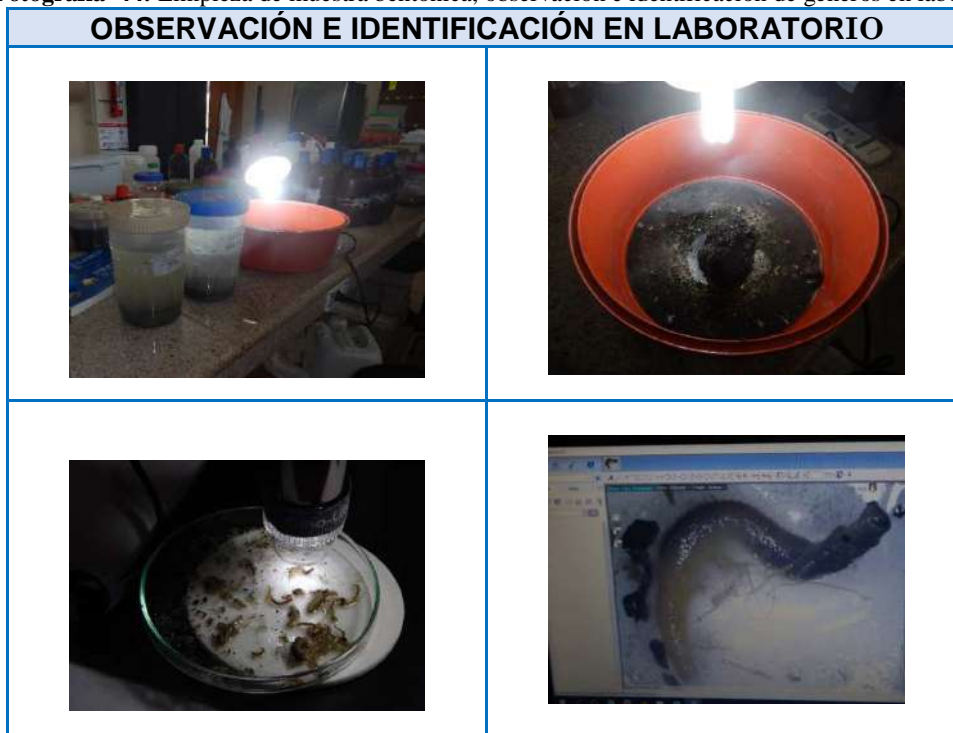 Limpieza de muestra bentónica, observación e identificación de géneros en lab
OBSERVACIÓN E IDENTIFICACIÓN EN LABORATORIO